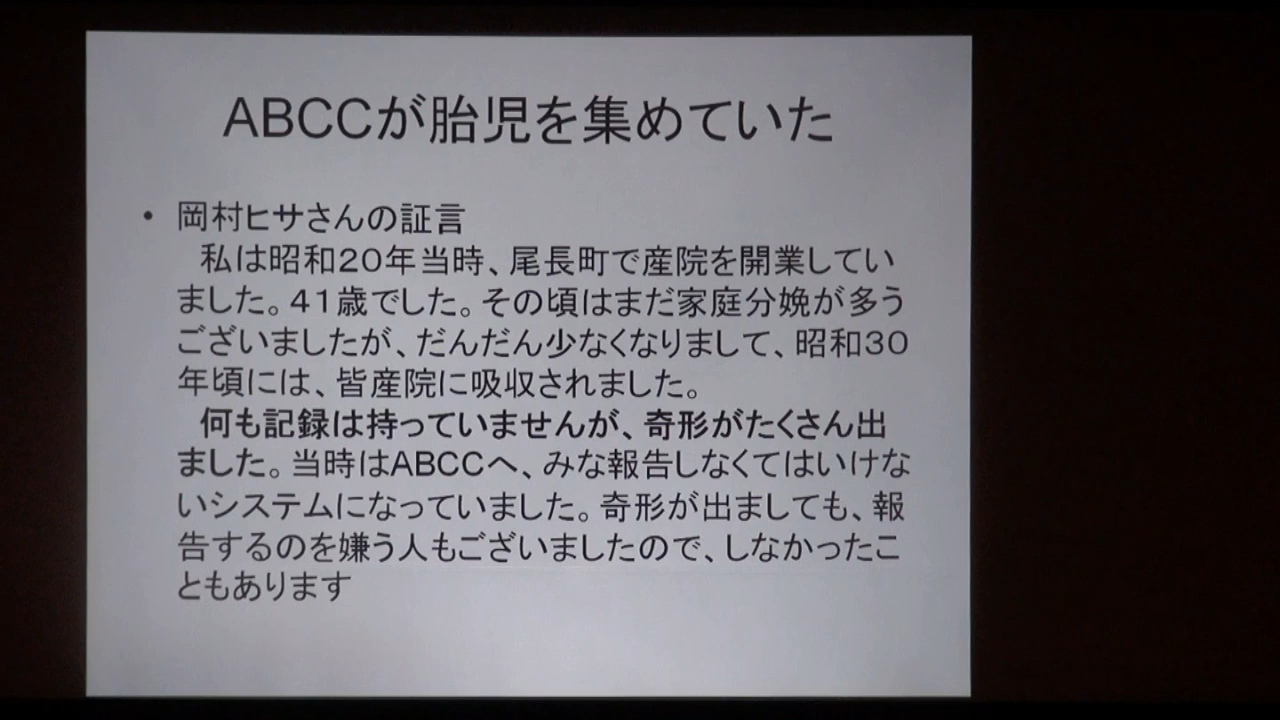 ABCCが胎児を集めていた
• 岡村ヒサさんの証言
私は昭和20年当時、尾長町で産院を開業してい
ました。41歳でした。その頃はまだ家庭分娩が多う
ございましたが、だんだん少なくなりまして、昭和30
年頃には、皆産院に吸収されました。
何も記録は持っていませんが、奇形がたくさん出
ました。当時はABCCへ、みな報告しなくてはいけな
いシステムになっていました。奇形が出ましても、報
告するのを嫌う人もございましたので、しなかったこ
ともあります